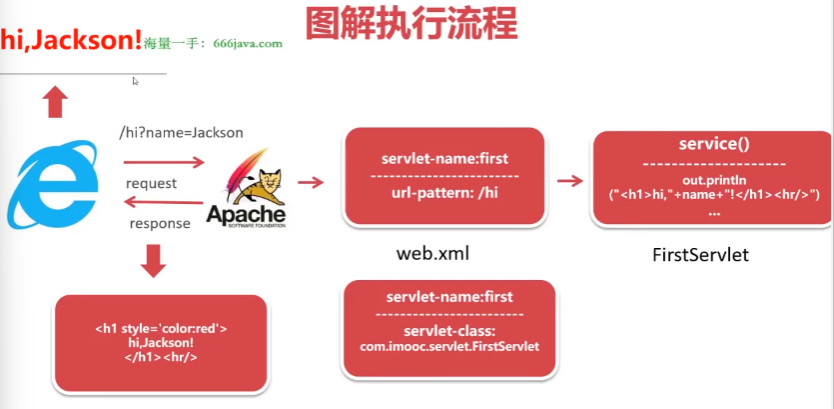 图解执行流程
hi,Jackson!
海量一手：666java.com
/hi?name=Jackson
request
response
Apache
SOFTWARE FOUNDATION
servlet-name:first
------------------------
url-pattern: /hi
web.xml
servlet-name:first
------------------------
servlet-class:
com.imooc.servlet.FirstServlet
service()
--------------------
out.println
("<h1>hi,"+name+"!</h1><hr/>")
...
FirstServlet
<h1 style='color:red'>
hi,Jackson!
</h1><hr/>